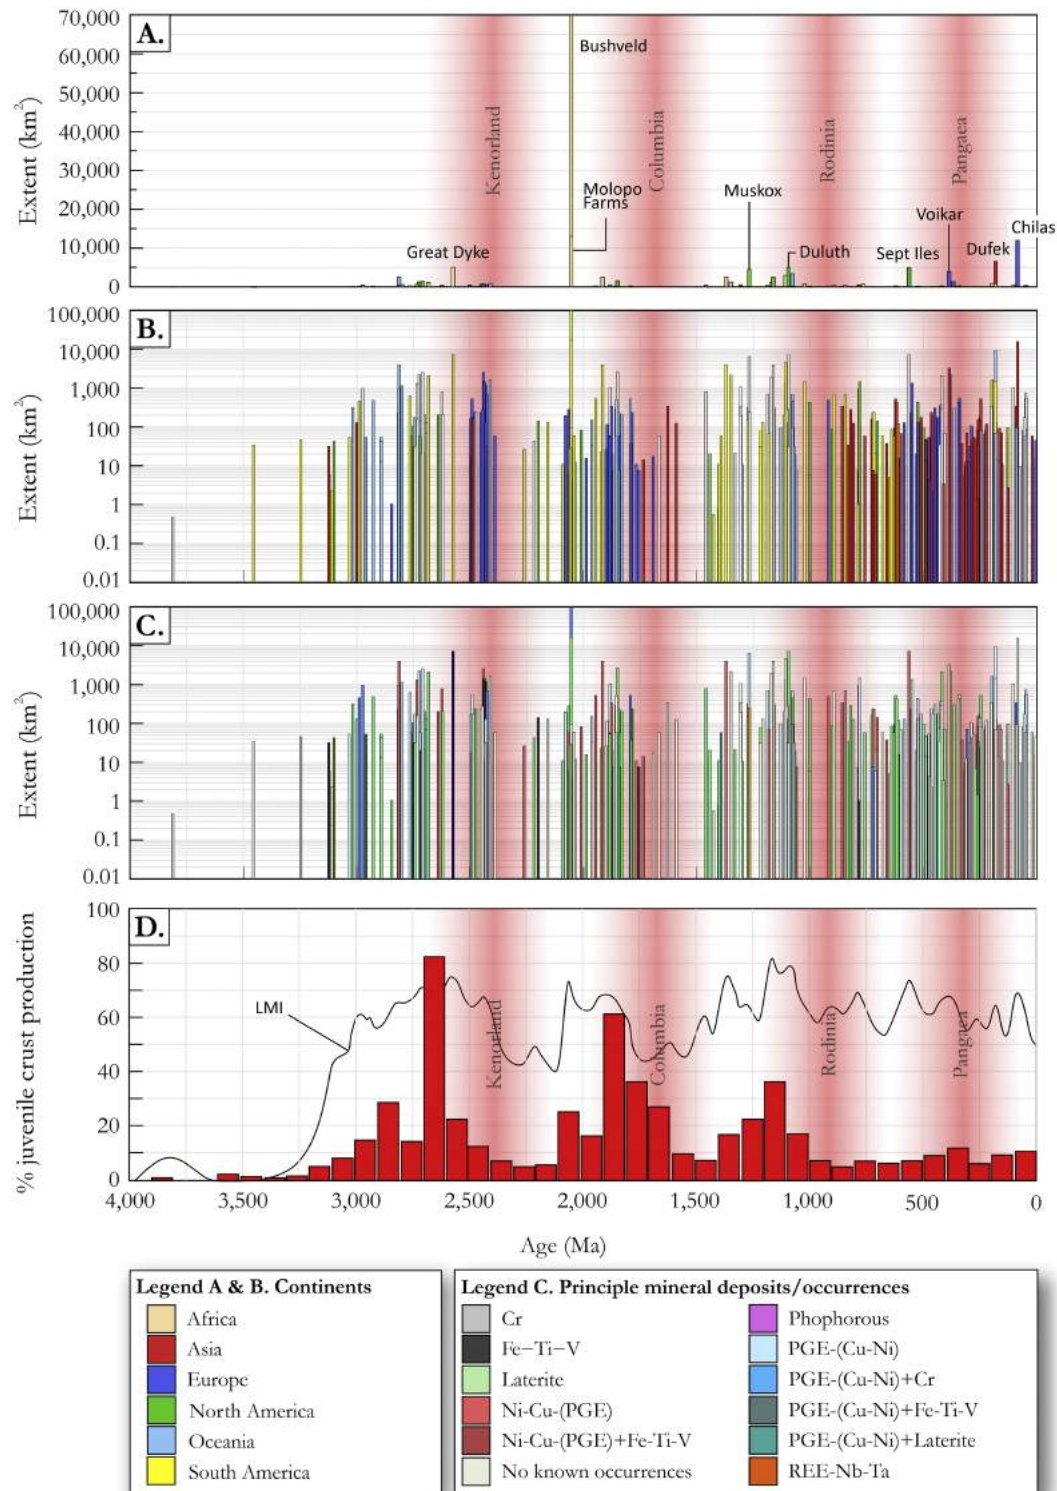 70,000
A.
60,000
50,000
40,000
30,000
20,000
10,000
0
Extent (km²)
Bushveld
Kenorland
Columbia
Rodinia
Pangaea
Molopo
Farms
Muskox
Great Dyke
Duluth
Sept Iles
Voikar
Dufek
Chilas
B.
100,000
10,000
1,000
100
10
1
0.1
0.01
Extent (km²)
C.
100,000
10,000
1,000
100
10
1
0.1
0.01
Extent (km²)
D.
100
80
60
40
20
0
% juvenile crust production
LMI
Kenorland
Columbia
Rodinia
Pangaea
4,000 3,500 3,000 2,500 2,000 1,500 1,000 500 0
Age (Ma)
Legend A & B. Continents
Africa
Asia
Europe
North America
Oceania
South America
Legend C. Principle mineral deposits/occurrences
Cr
Fe−Ti−V
Laterite
Ni-Cu-(PGE)
Ni-Cu-(PGE)+Fe-Ti-V
No known occurrences
Phophorous
PGE-(Cu-Ni)
PGE-(Cu-Ni)+Cr
PGE-(Cu-Ni)+Fe-Ti-V
PGE-(Cu-Ni)+Laterite
REE-Nb-Ta